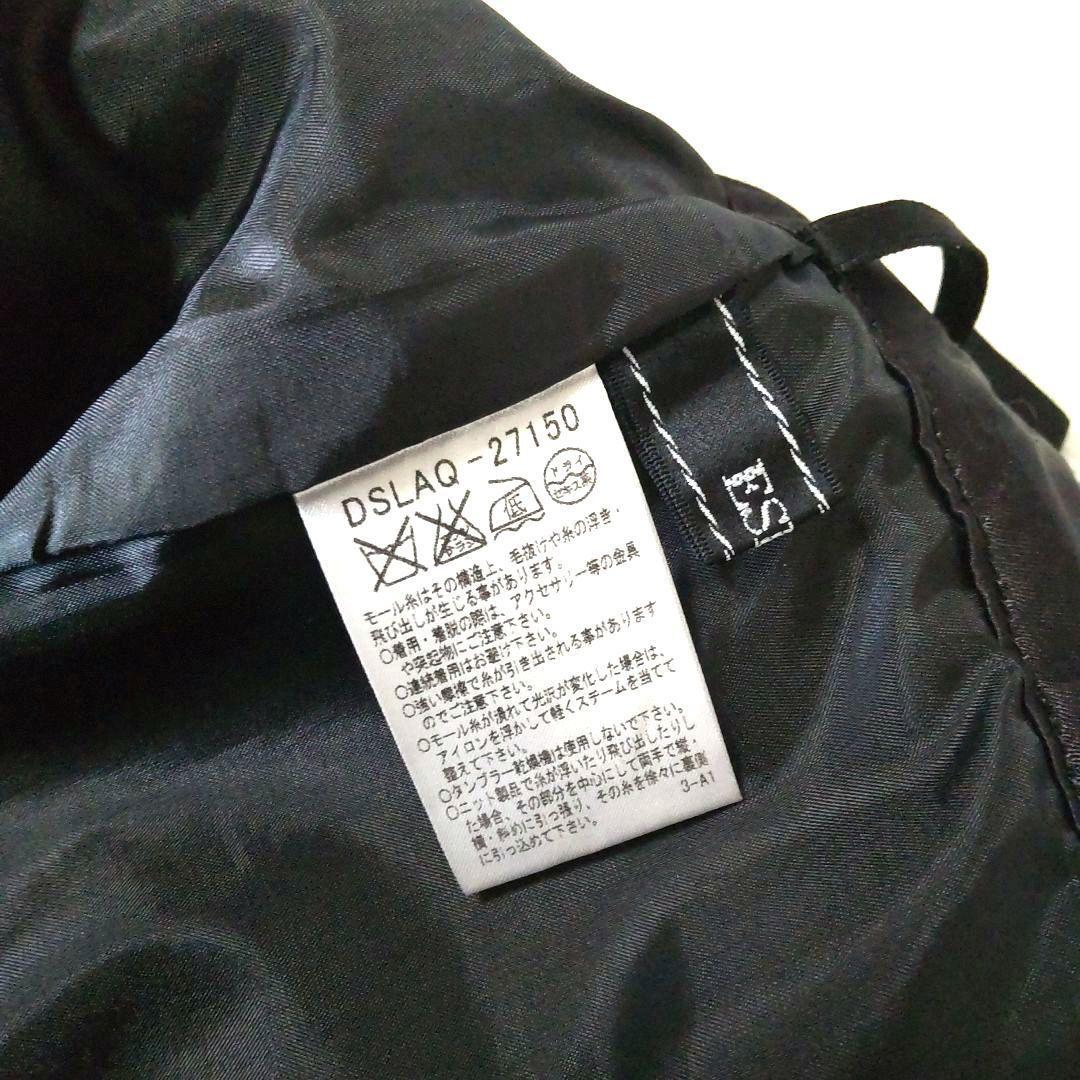 DSLAQ-27150
低
ドライ
モール糸はその構造上、毛抜けや糸の浮き・
飛び出しが生じる事があります。
○着用・着脱の際は、アクセサリー等の金具
や突起物にご注意下さい。
○連続着用はお避け下さい。
○強い摩擦で糸が引き出される事があります
のでご注意下さい。
○モール糸が潰れて光沢が変化した場合は、
アイロンを浮かして軽くスチームを当てて
整えて下さい。
○タンブラー乾燥機は使用しないで下さい。
○ニット製品で糸が浮いたり飛び出したりし
た場合、その部分を中心にして両手で縦・
横・斜めに引っ張り、その糸を徐々に裏側
に引っ込めて下さい。
3-A1